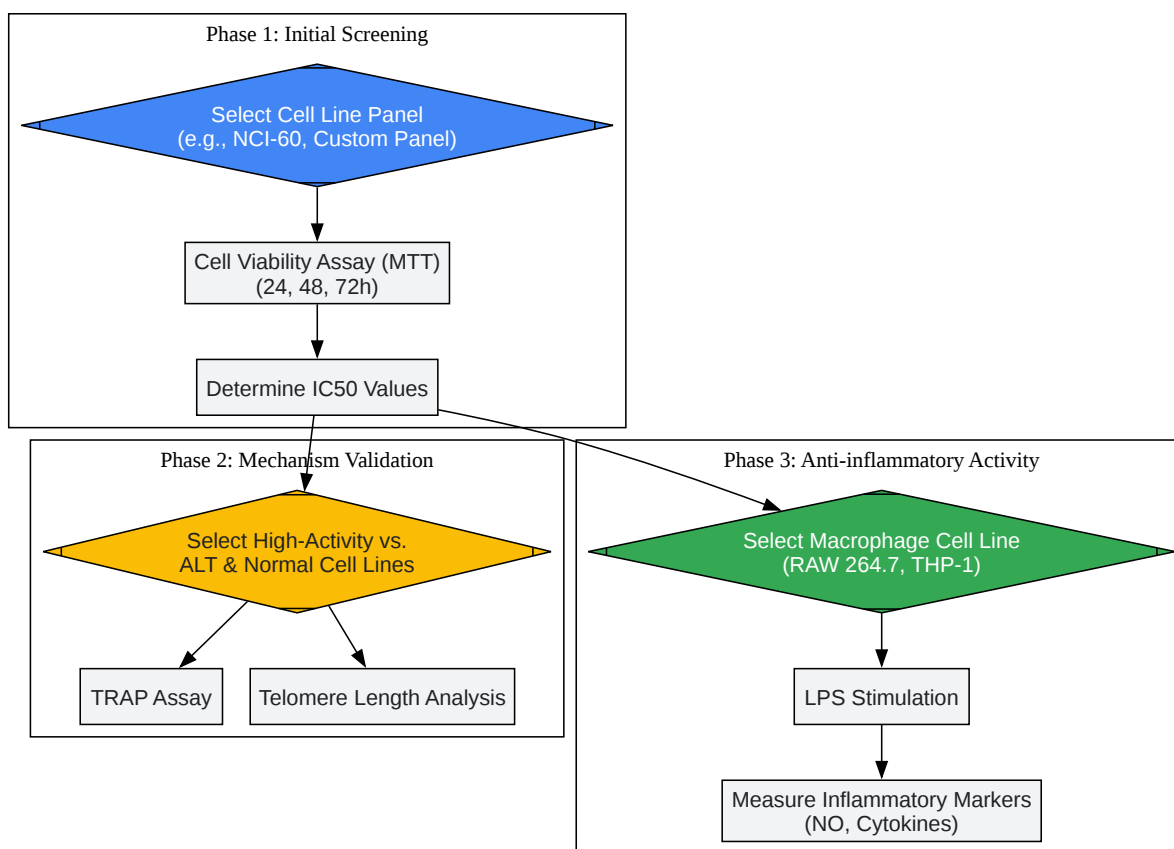 Phase 1: Initial Screening
Select Cell Line Panel
(e.g., NCI-60, Custom Panel)
Cell Viability Assay (MTT)
(24, 48, 72h)
Determine IC50 Values
Phase 2: Mechanism Validation
Select High-Activity vs.
ALT & Normal Cell Lines
TRAP Assay
Telomere Length Analysis
Phase 3: Anti-inflammatory Activity
Select Macrophage Cell Line
(RAW 264.7, THP-1)
LPS Stimulation
Measure Inflammatory Markers
(NO, Cytokines)